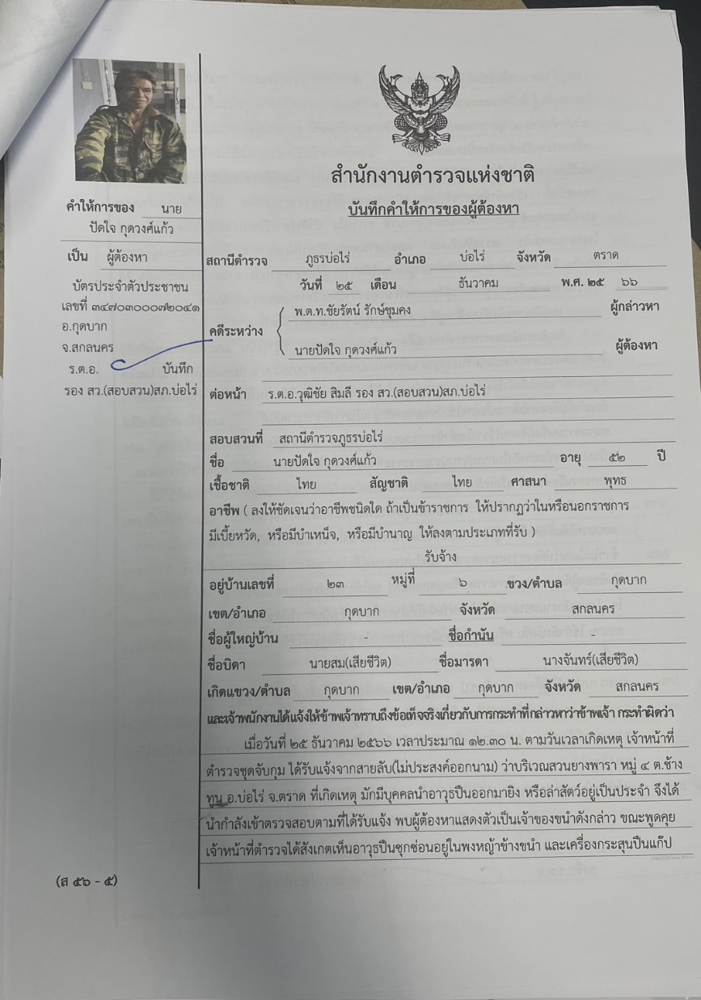 สำนักงานตำรวจแห่งชาติ
บันทึกคำให้การของผู้ต้องหา
คำให้การของ นาย
ปัดใจ กุดวงศ์แก้ว
เป็น ผู้ต้องหา
บัตรประจำตัวประชาชน
เลขที่ ๓๔๗๐๓๐๐๐๗๒๐๔๑
อ.กุดบาก
จ.สกลนคร
ร.ต.อ. บันทึก
รอง สว.(สอบสวน)สภ.บ่อไร่
สถานีตำรวจ ภูธรบ่อไร่ อำเภอ บ่อไร่ จังหวัด ตราด
วันที่ ๒๕ เดือน ธันวาคม พ.ศ. ๒๕ ๖๖
คดีระหว่าง
พ.ต.ท.ชัยรัตน์ รักษ์ชุมคง ผู้กล่าวหา
นายปัดใจ กุดวงศ์แก้ว ผู้ต้องหา
ต่อหน้า ร.ต.อ.วุฒิชัย สิมลี รอง สว.(สอบสวน)สภ.บ่อไร่
สอบสวนที่ สถานีตำรวจภูธรบ่อไร่
ชื่อ นายปัดใจ กุดวงศ์แก้ว อายุ ๕๒ ปี
เชื้อชาติ ไทย สัญชาติ ไทย ศาสนา พุทธ
อาชีพ ( ลงให้ชัดเจนว่าอาชีพชนิดใด ถ้าเป็นข้าราชการ ให้ปรากฏว่าในหรือนอกราชการ
มีเบี้ยหวัด, หรือมีบำเหน็จ, หรือมีบำนาญ ให้ลงตามประเภทที่รับ )
รับจ้าง
อยู่บ้านเลขที่ ๒๓ หมู่ที่ ๖ ขวง/ตำบล กุดบาก
เขต/อำเภอ กุดบาก จังหวัด สกลนคร
ชื่อผู้ใหญ่บ้าน - ชื่อกำนัน -
ชื่อบิดา นายสม(เสียชีวิต) ชื่อมารดา นางจันทร์(เสียชีวิต)
เกิดแขวง/ตำบล กุดบาก เขต/อำเภอ กุดบาก จังหวัด สกลนคร
และเจ้าพนักงานได้แจ้งให้ข้าพเจ้าทราบถึงข้อเท็จจริงเกี่ยวกับการกระทำที่กล่าวหาว่าข้าพเจ้า กระทำผิดว่า
เมื่อวันที่ ๒๕ ธันวาคม ๒๕๖๖ เวลาประมาณ ๑๒.๓๐ น. ตามวันเวลาเกิดเหตุ เจ้าหน้าที่
ตำรวจชุดจับกุม ได้รับแจ้งจากสายลับ(ไม่ประสงค์ออกนาม) ว่าบริเวณสวนยางพารา หมู่ ๔ ต.ช้าง
ทูน อ.บ่อไร่ จ.ตราด ที่เกิดเหตุ มักมีบุคคลนำอาวุธปืนออกมายิง หรือล่าสัตว์อยู่เป็นประจำ จึงได้
นำกำลังเข้าตรวจสอบตามที่ได้รับแจ้ง พบผู้ต้องหาแสดงตัวเป็นเจ้าของขนำดังกล่าว ขณะพูดคุย
เจ้าหน้าที่ตำรวจได้สังเกตเห็นอาวุธปืนซุกซ่อนอยู่ในพงหญ้าข้างขนำ และเครื่องกระสุนปืนแก๊ป
(ส ๕๖ - ๕)